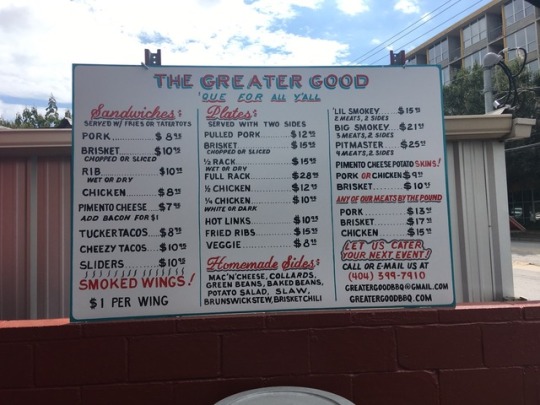 THE GREATER GOOD
'QUE FOR ALL Y'ALL
Sandwiches:
SERVED W/ FRIES OR TATERTOTS
PORK $8
BRISKET $10
CHOPPED OR SLICED
RIB $10
WET OR DRY
CHICKEN $8
PIMENTO CHEESE $7
ADD BACON FOR $1
TUCKERTACOS $8
CHEEZY TACOS $10
SLIDERS $10
SMOKED WINGS!
$1 PER WING
Plates:
SERVED WITH TWO SIDES
PULLED PORK $12
BRISKET $15
CHOPPED OR SLICED
½ RACK $15
WET OR DRY
FULL RACK $28
½ CHICKEN $12
¼ CHICKEN $10
WHITE OR DARK
HOT LINKS $10
FRIED RIBS $15
VEGGIE $8
Homemade Sides:
MAC'N'CHEESE, COLLARDS,
GREEN BEANS, BAKED BEANS,
POTATO SALAD, SLAW,
BRUNSWICK STEW, BRISKET CHILI
'LIL SMOKEY $15
2 MEATS, 2 SIDES
BIG SMOKEY $21
3 MEATS, 2 SIDES
PITMASTER $25
4 MEATS, 2 SIDES
PIMENTO CHEESE POTATO SKINS!
PORK OR CHICKEN $9
BRISKET $10
ANY OF OUR MEATS BY THE POUND
PORK $13
BRISKET $17
CHICKEN $15
LET US CATER
YOUR NEXT EVENT!
CALL OR E-MAIL US AT
(404) 399-7910
GREATERGOODBBQ@GMAIL.COM
GREATERGOODBBQ.COM